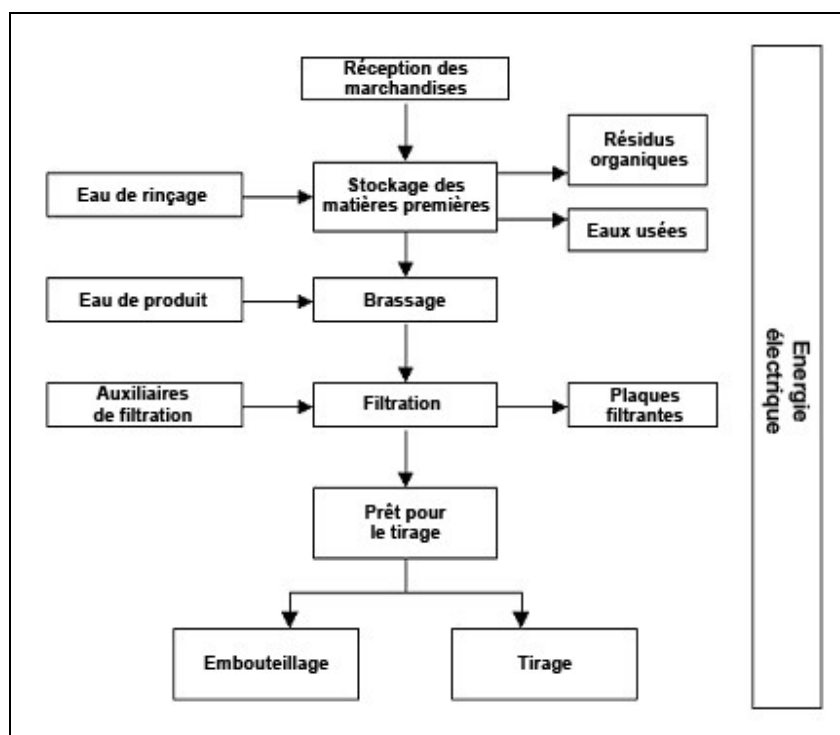 Réception des
marchandises
Résidus
organiques
Eau de rinçage
Stockage des
matières premières
Eaux usées
Eau de produit
Brassage
Auxiliaires
de filtration
Filtration
Plaques
filtrantes
Prêt pour
le tirage
Embouteillage
Tirage
Energie
électrique